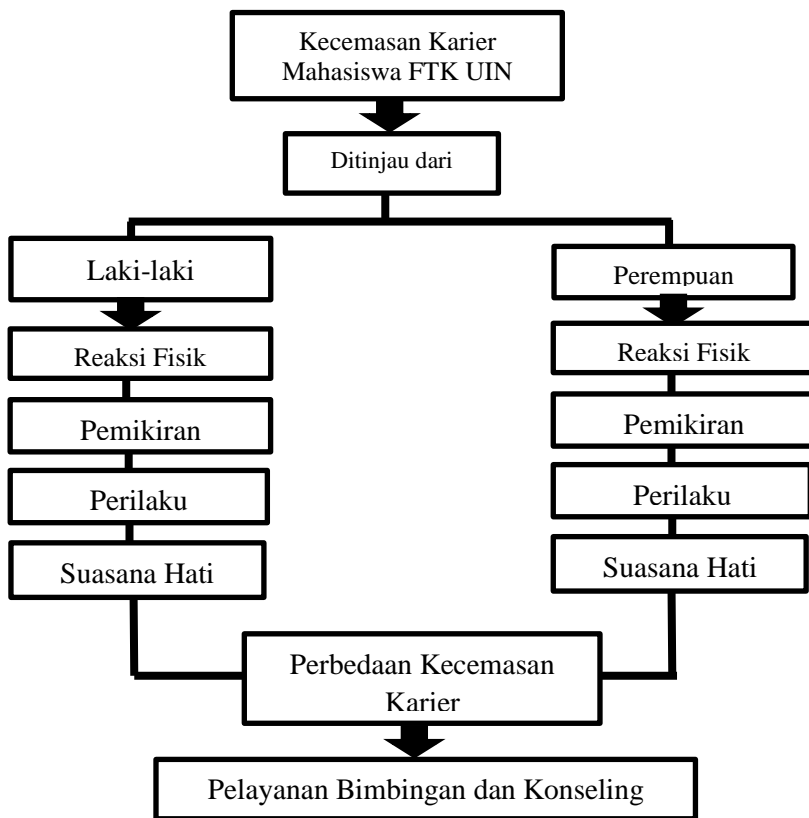 Kecemasan Karier
Mahasiswa FTK UIN
Ditinjau dari
Laki-laki
Reaksi Fisik
Pemikiran
Perilaku
Suasana Hati
Perempuan
Reaksi Fisik
Pemikiran
Perilaku
Suasana Hati
Perbedaan Kecemasan
Karier
Pelayanan Bimbingan dan Konseling